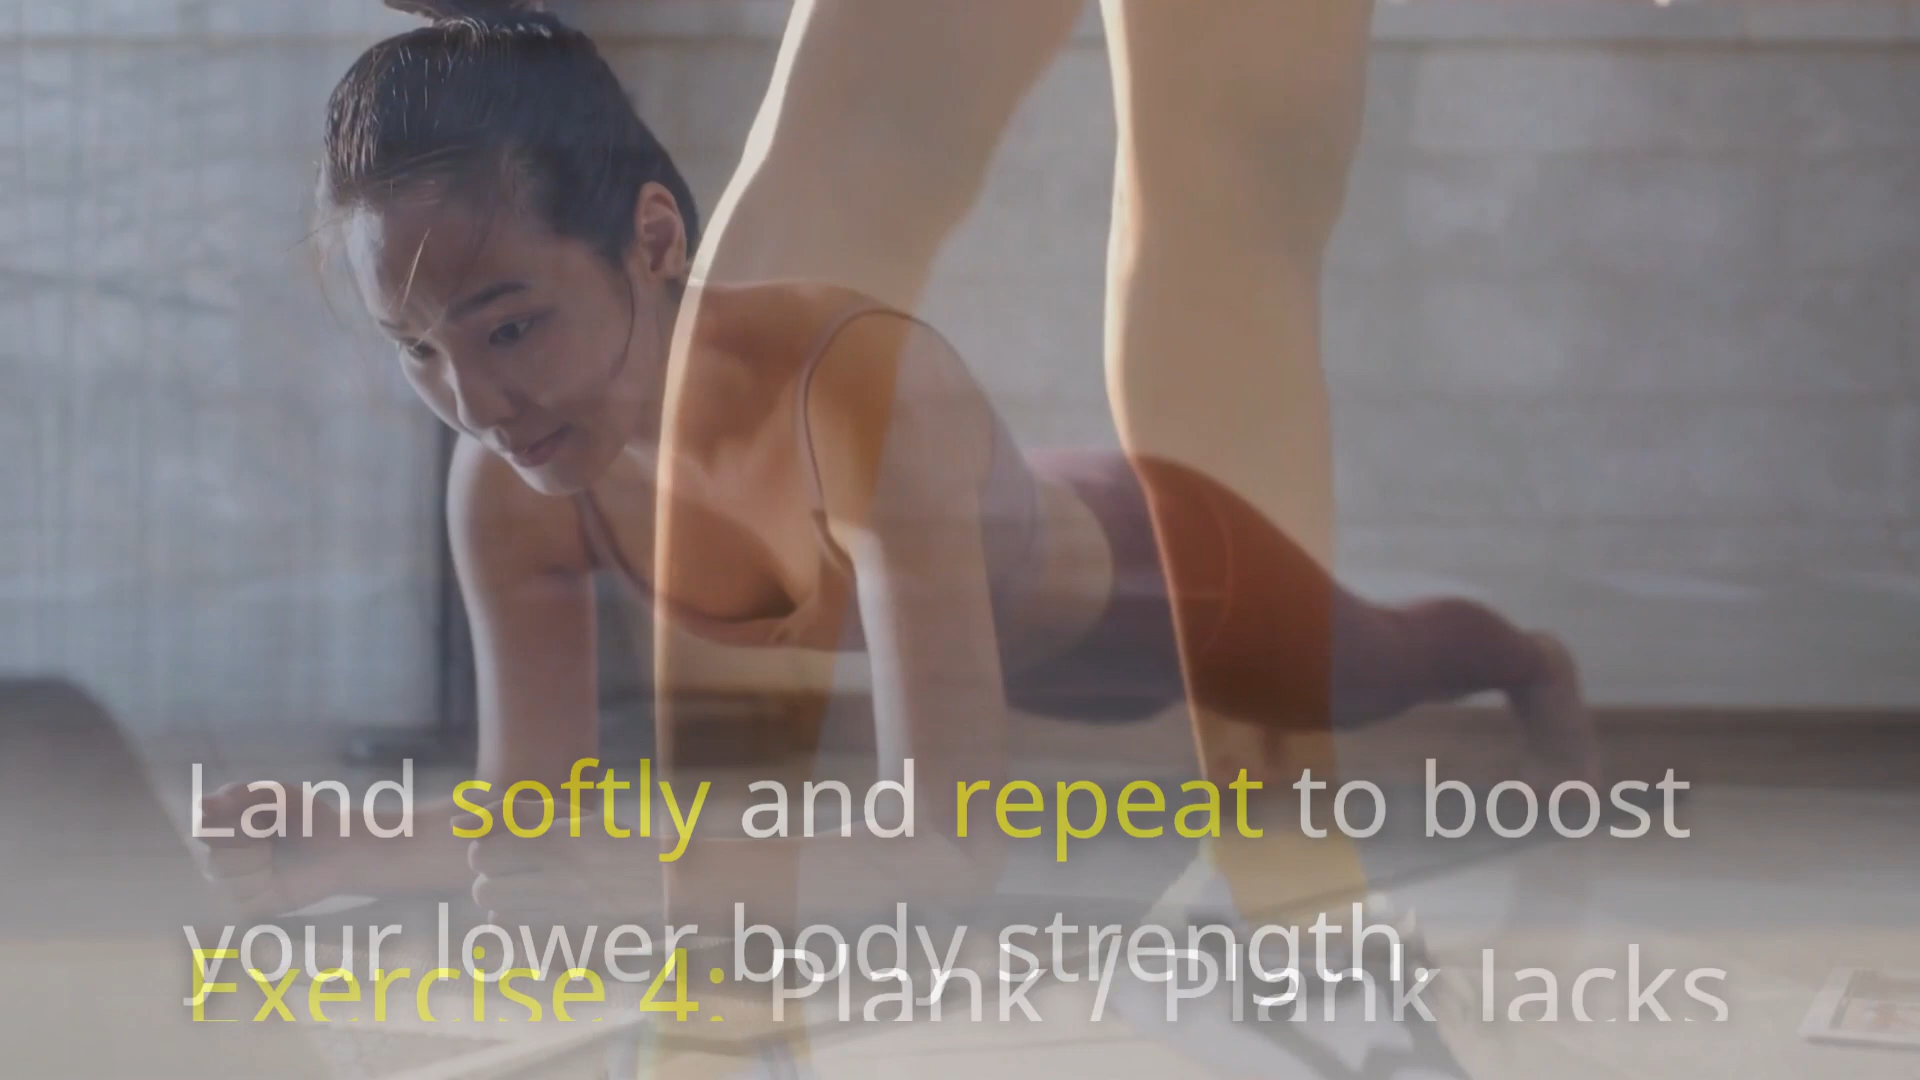 Land softly and repeat to boost
your lower body strength.
Exercise 4: Plank / Plank Jacks